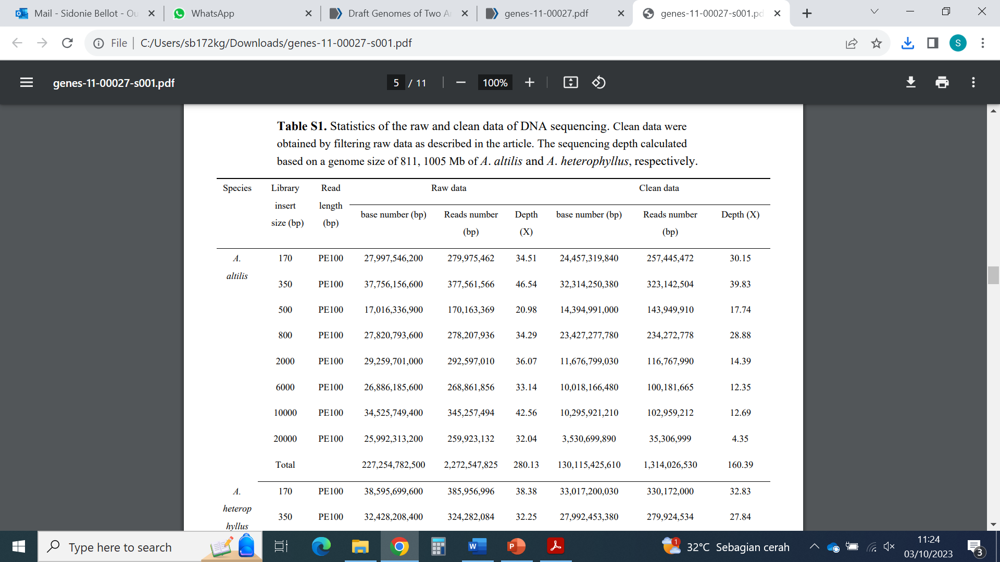 Mail - Sidonie Bellot - Ou
WhatsApp
Draft Genomes of Two Ar
genes-11-00027.pdf
genes-11-00027-s001.pd
File
C:/Users/sb172kg/Downloads/genes-11-00027-s001.pdf
S
genes-11-00027-s001.pdf
5 / 11
100%
Table S1. Statistics of the raw and clean data of DNA sequencing. Clean data were
obtained by filtering raw data as described in the article. The sequencing depth calculated
based on a genome size of 811, 1005 Mb of A. altilis and A. heterophyllus, respectively.
Species Library Read Raw data Clean data
insert length
size (bp) (bp)
base number (bp) Reads number Depth base number (bp) Reads number Depth (X)
(bp) (X) (bp)
A. 170 PE100 27,997,546,200 279,975,462 34.51 24,457,319,840 257,445,472 30.15
altilis
350 PE100 37,756,156,600 377,561,566 46.54 32,314,250,380 323,142,504 39.83
500 PE100 17,016,336,900 170,163,369 20.98 14,394,991,000 143,949,910 17.74
800 PE100 27,820,793,600 278,207,936 34.29 23,427,277,780 234,272,778 28.88
2000 PE100 29,259,701,000 292,597,010 36.07 11,676,799,030 116,767,990 14.39
6000 PE100 26,886,185,600 268,861,856 33.14 10,018,166,480 100,181,665 12.35
10000 PE100 34,525,749,400 345,257,494 42.56 10,295,921,210 102,959,212 12.69
20000 PE100 25,992,313,200 259,923,132 32.04 3,530,699,890 35,306,999 4.35
Total 227,254,782,500 2,272,547,825 280.13 130,115,425,610 1,314,026,530 160.39
A. 170 PE100 38,595,699,600 385,956,996 38.38 33,017,200,030 330,172,000 32.83
heterop
350 PE100 32,428,208,400 324,282,084 32.25 27,992,453,380 279,924,534 27.84
hyllus
Type here to search
1
32°C Sebagian cerah
11:24
03/10/2023
3